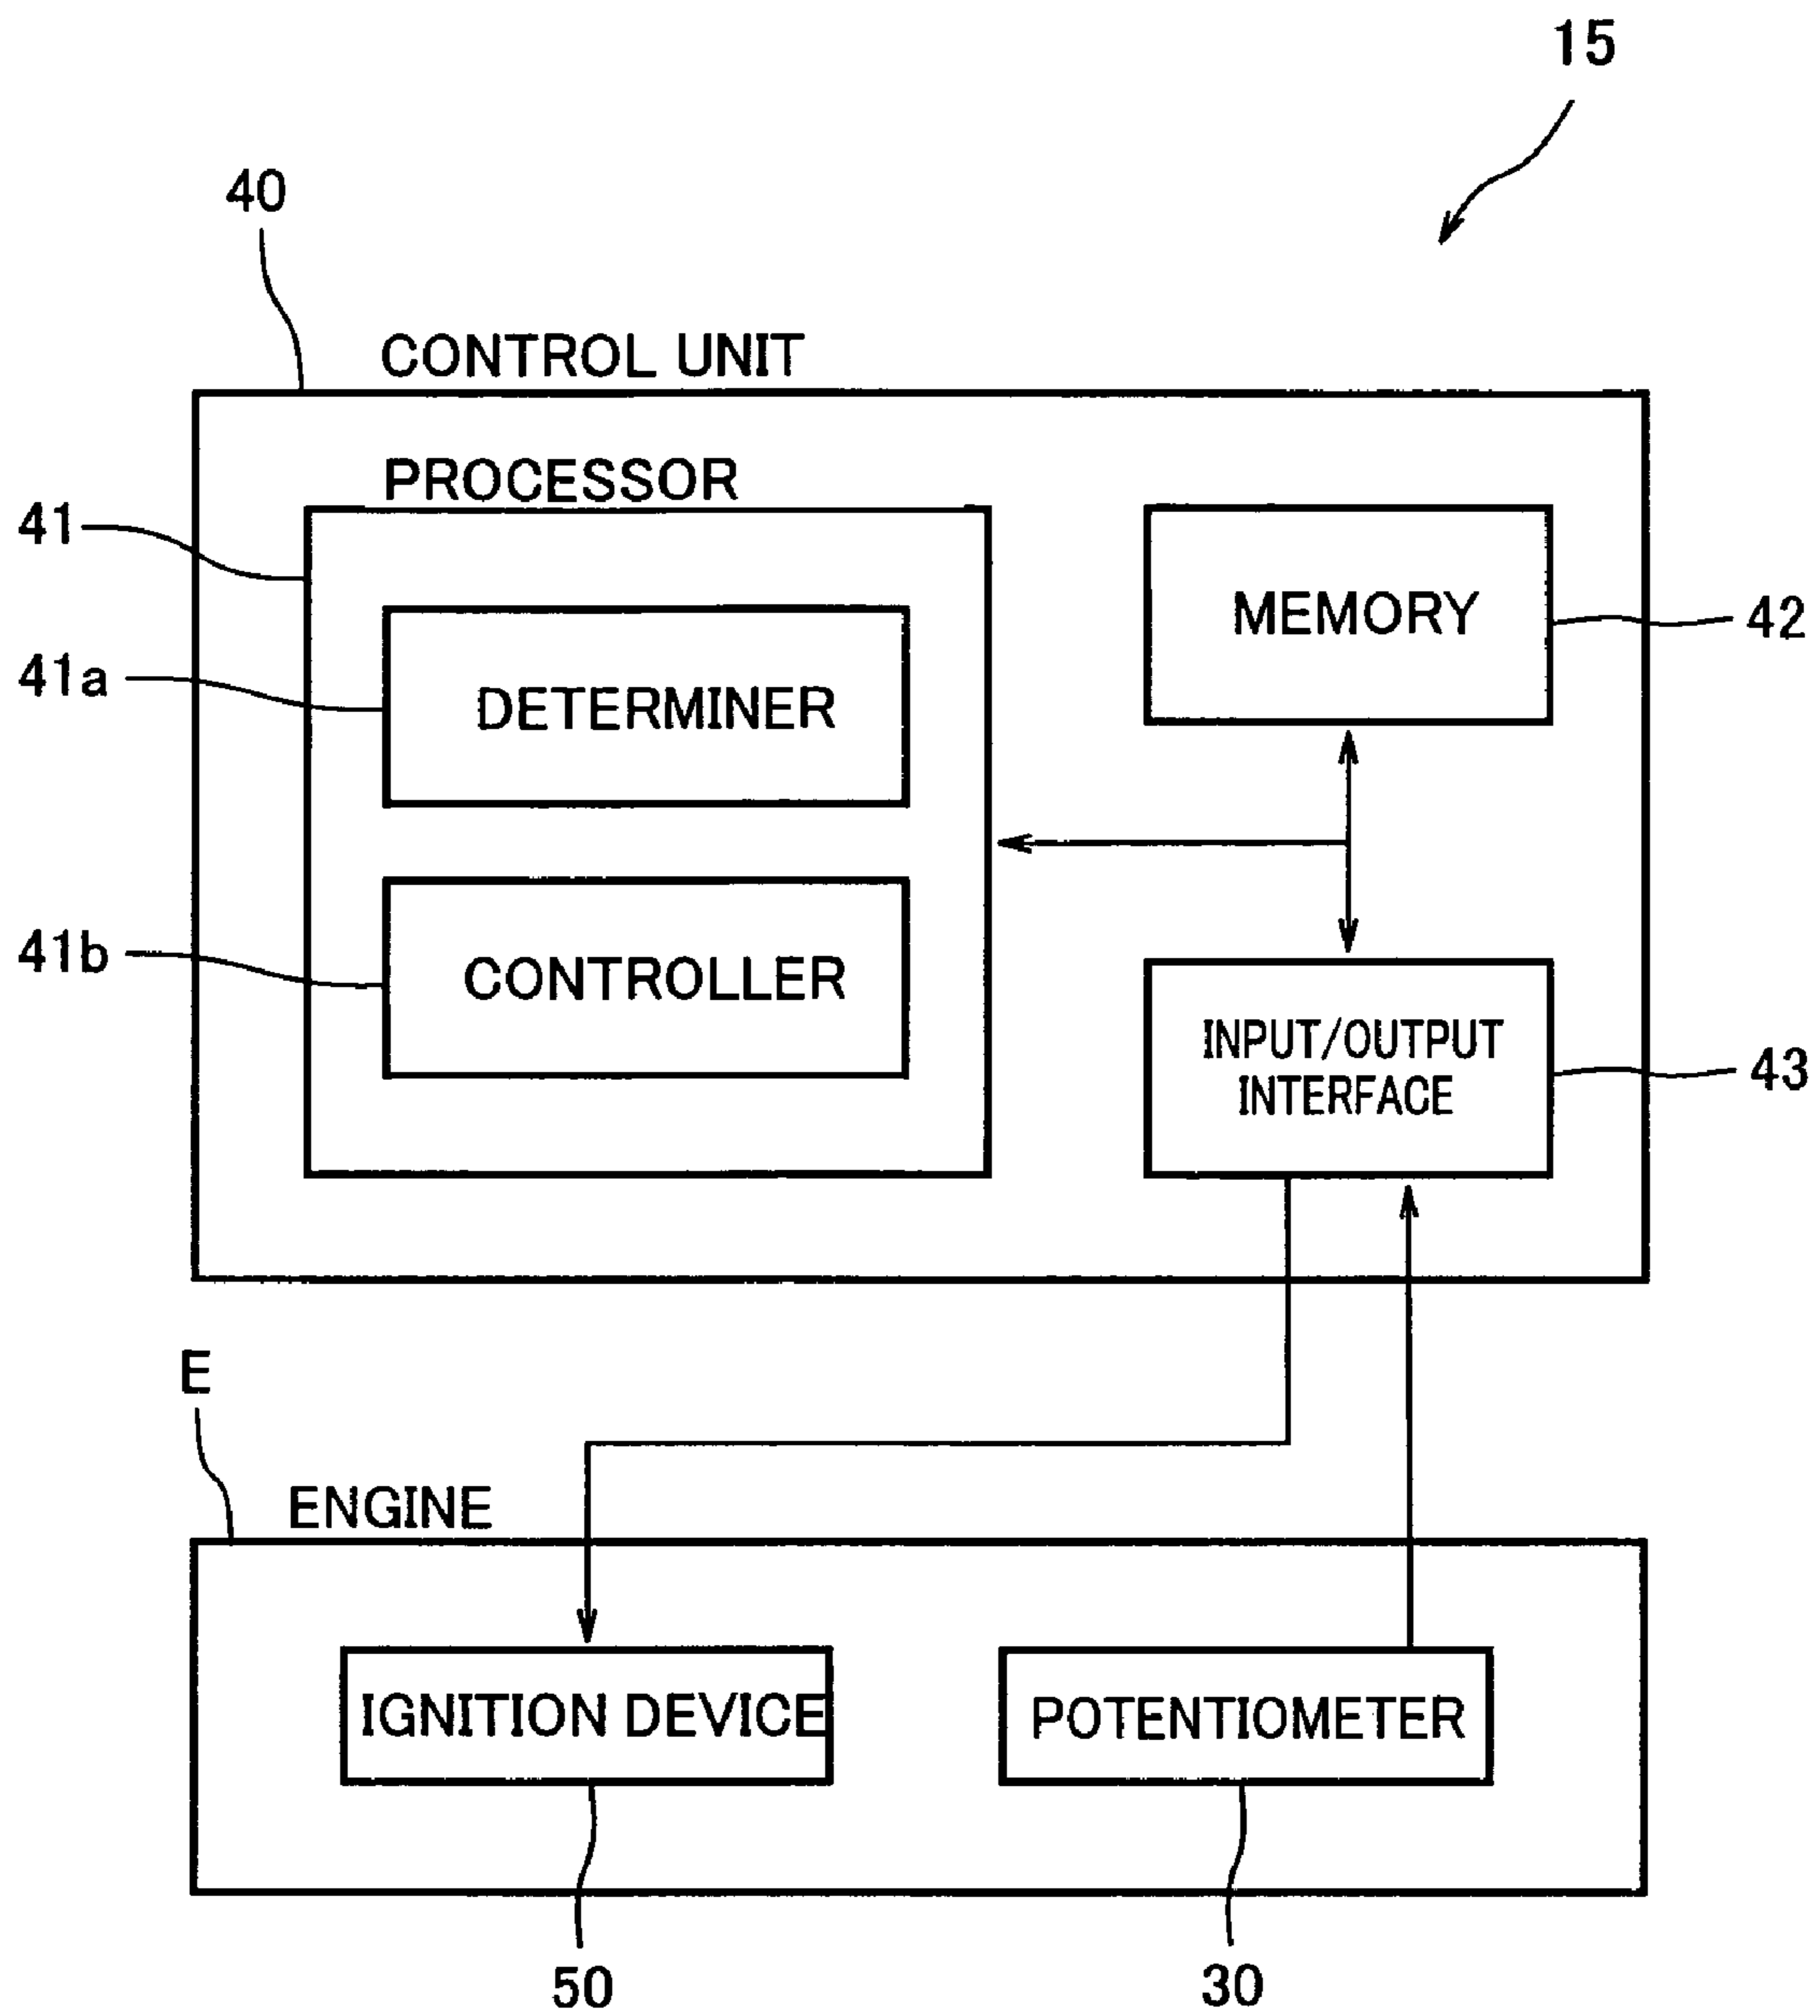 15
40
CONTROL UNIT
PROCESSOR
41
MEMORY
42
41a
DETERMINER
41b
CONTROLLER
INPUT/OUTPUT
INTERFACE
43
E
ENGINE
IGNITION DEVICE
POTENTIOMETER
50
30